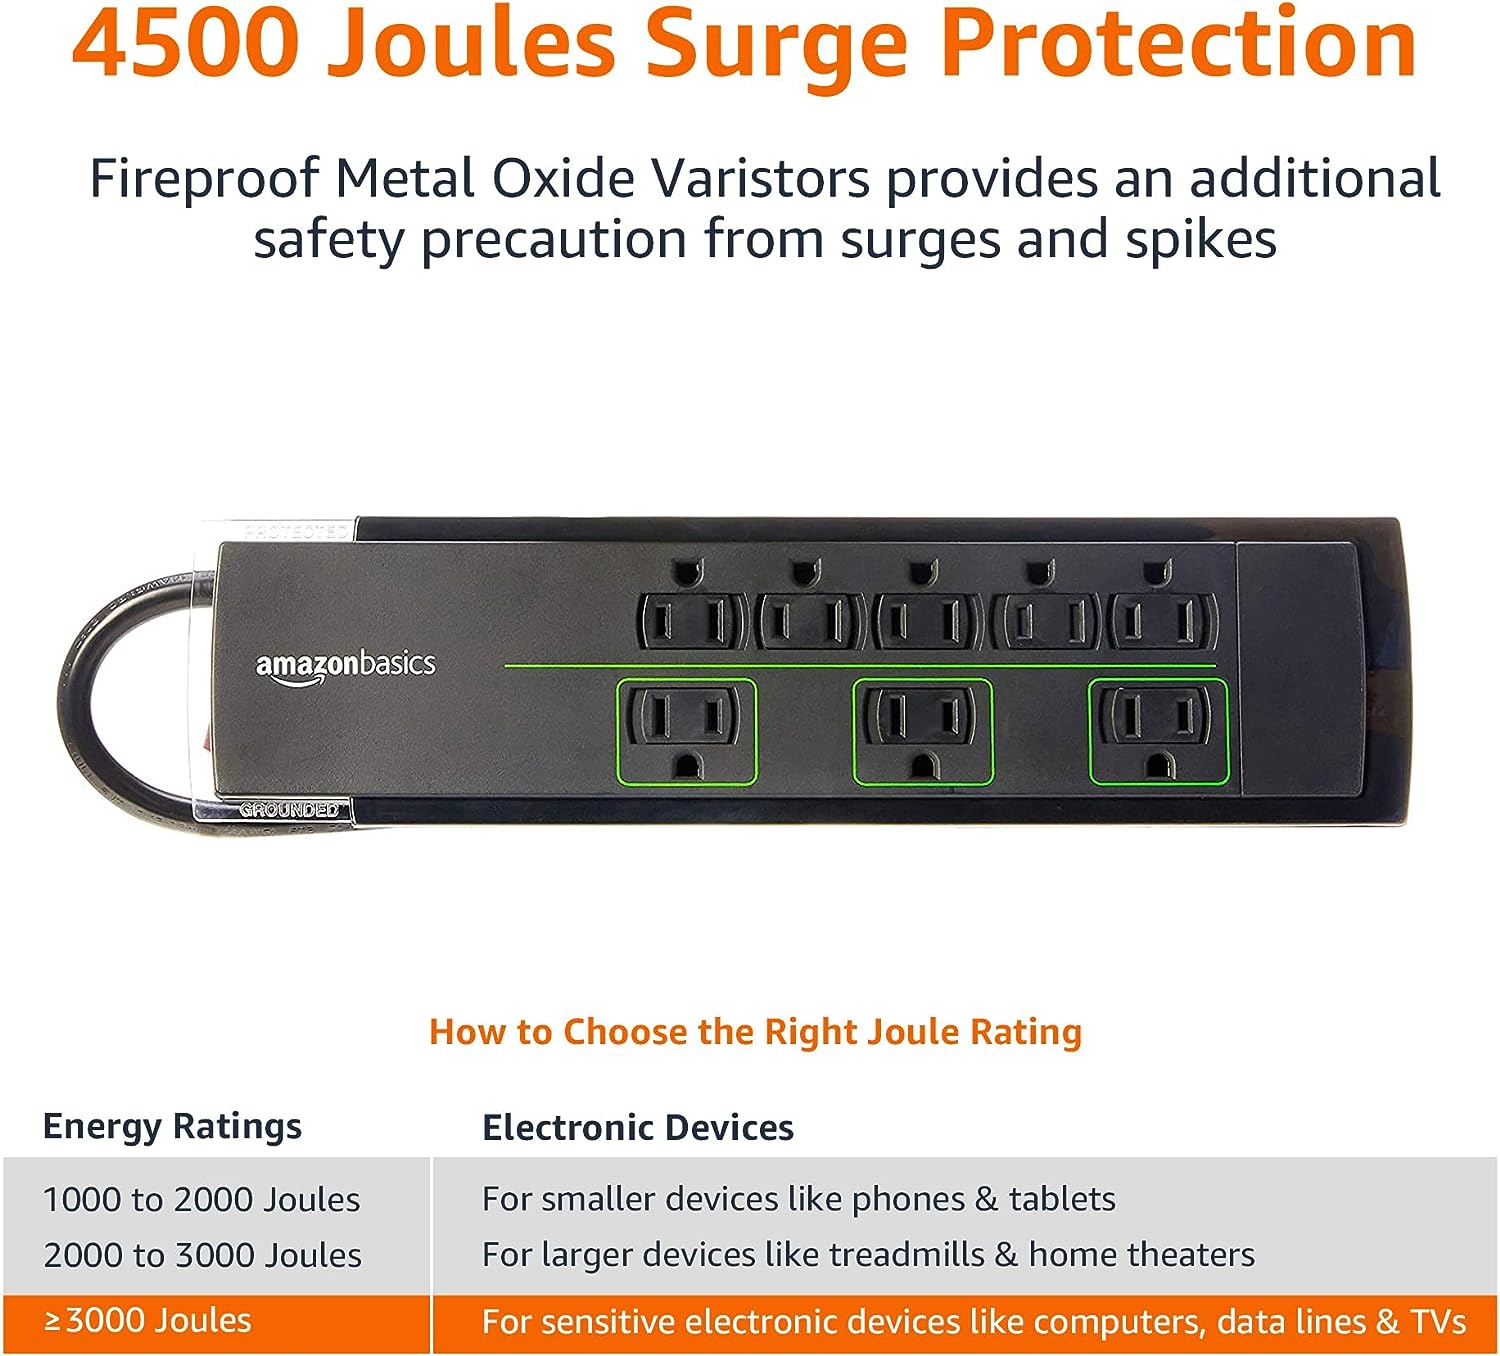 4500 Joules Surge Protection
Fireproof Metal Oxide Varistors provides an additional
safety precaution from surges and spikes
PROTECTED
amazonbasics
GROUNDED
How to Choose the Right Joule Rating
Energy Ratings Electronic Devices
1000 to 2000 Joules For smaller devices like phones & tablets
2000 to 3000 Joules For larger devices like treadmills & home theaters
≥3000 Joules For sensitive electronic devices like computers, data lines & TVs